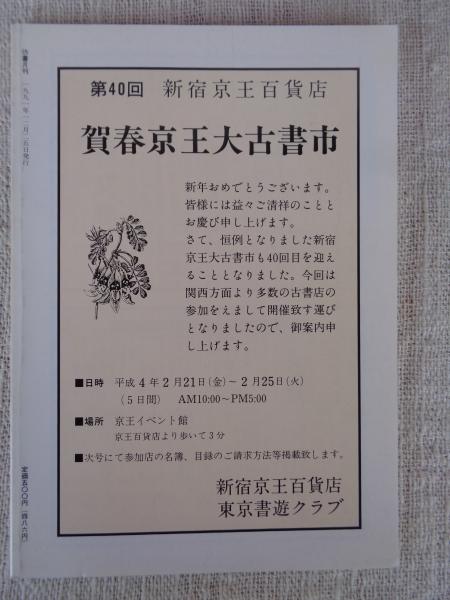 第40回 新宿京王百貨店
賀春京王大古書市
新年おめでとうございます。
皆様には益々ご清祥のことと
お慶び申し上げます。
さて、恒例となりました新宿
京王大古書市も40回目を迎え
ることとなりました。今回は
関西方面より多数の古書店の
参加をえまして開催致す運び
となりましたので、御案内申
し上げます。
■日時 平成4年2月21日(金)~2月25日(火)
(5日間) AM10:00~PM5:00
■場所 京王イベント館
京王百貨店より歩いて3分
■次号にて参加店の名簿、目録のご請求方法等掲載致します。
新宿京王百貨店
東京書遊クラブ
定価五〇〇円